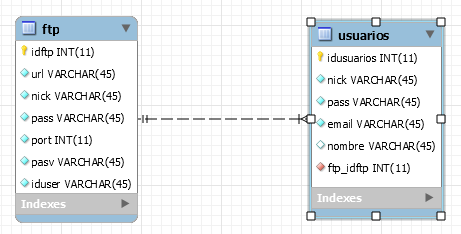 ftp
idftp INT(11)
url VARCHAR(45)
nick VARCHAR(45)
pass VARCHAR(45)
port INT(11)
pasv VARCHAR(45)
iduser VARCHAR(45)
Indexes
usuarios
idusuarios INT(11)
nick VARCHAR(45)
pass VARCHAR(45)
email VARCHAR(45)
nombre VARCHAR(45)
ftp_idftp INT(11)
Indexes